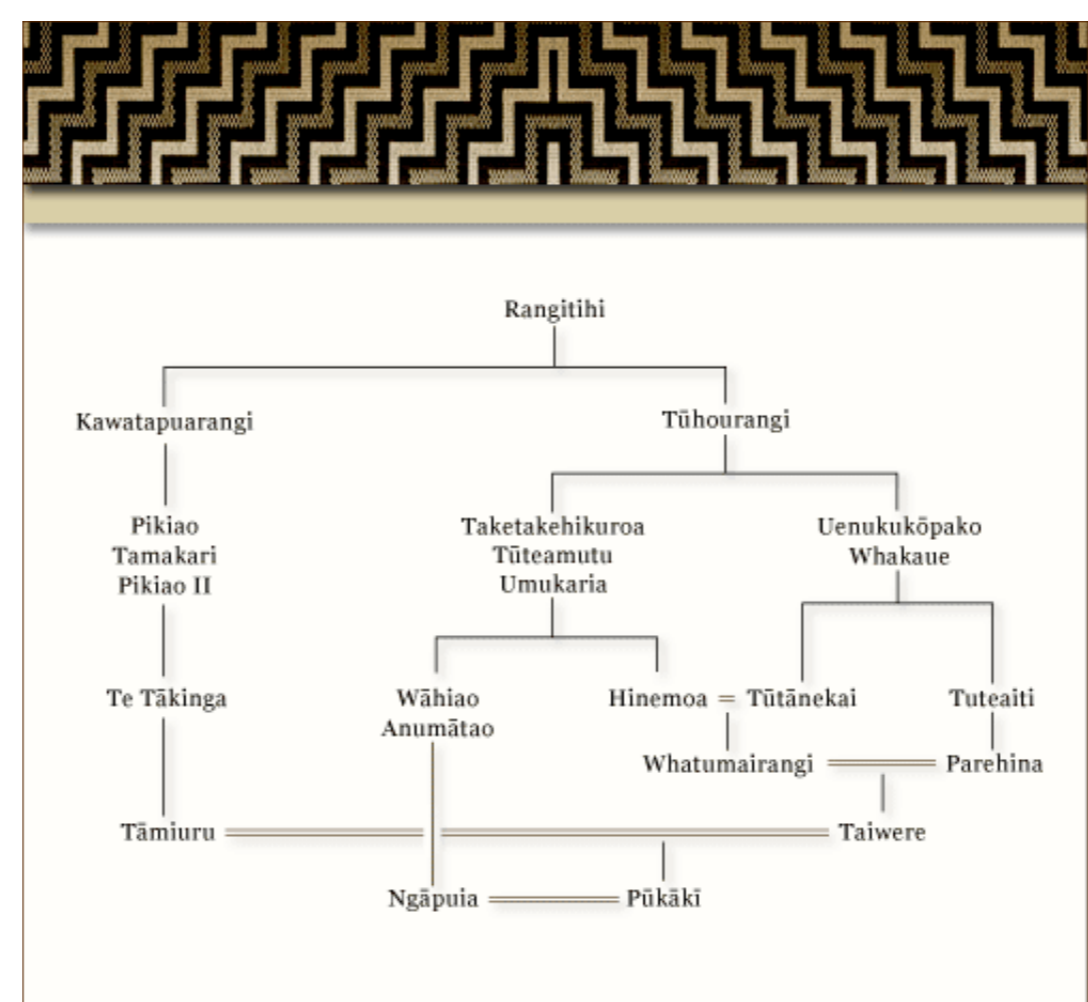 Rangitihi
Kawatapuarangi
Tūhourangi
Pikiao
Tamakari
Pikiao II
Taketakehikuroa
Tūteamutu
Umukaria
Uenukukōpako
Whakaue
Te Tākinga
Wāhiao
Anumātao
Hinemoa = Tūtānekai
Tuteaiti
Whatumairangi
Parehina
Tāmiuru
Taiwere
Ngāpuia
Pūkākī